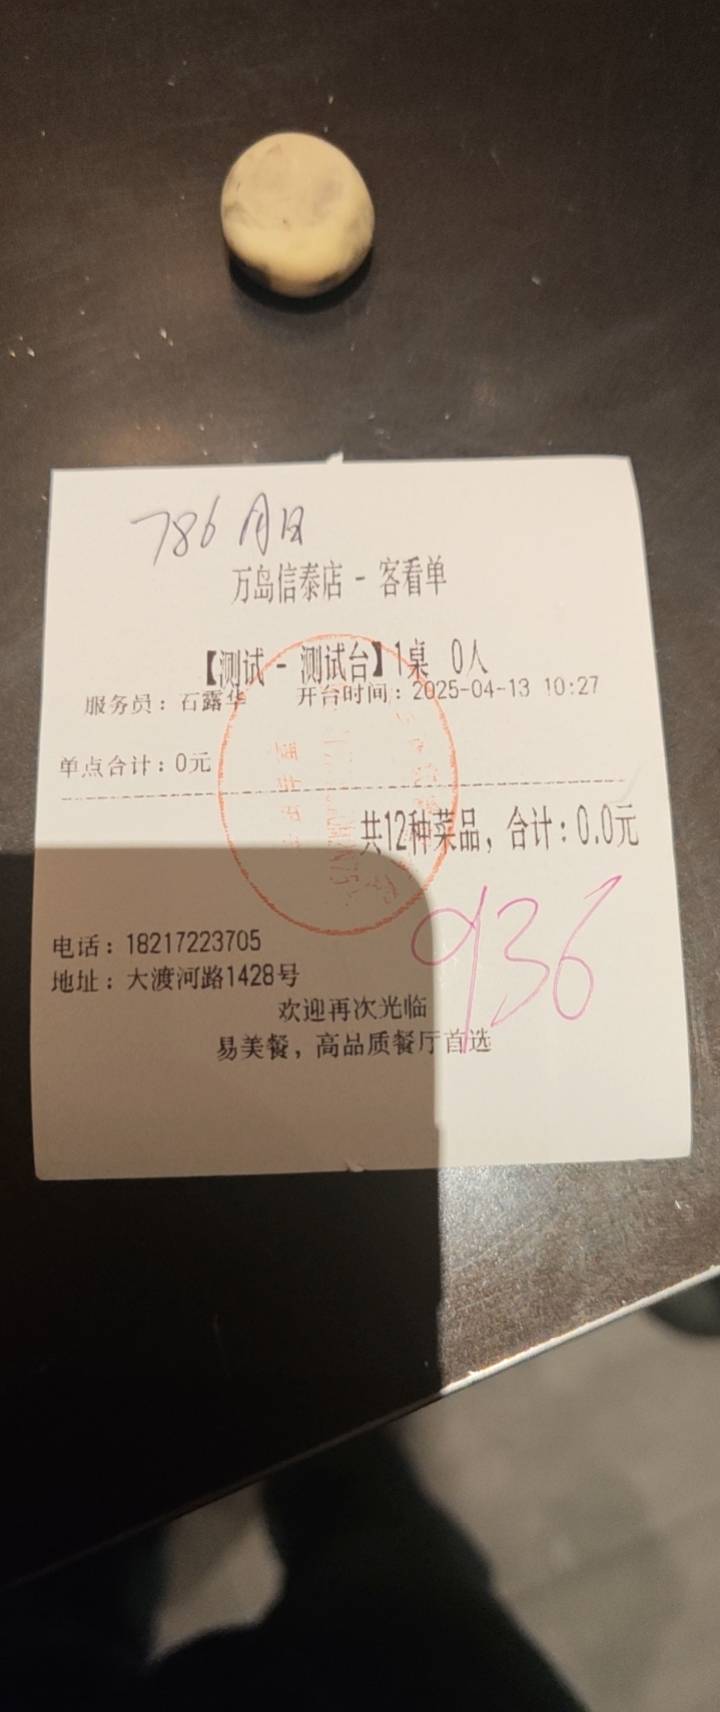 786 月日
万岛信泰店 - 客看单
【测试 - 测试台】1桌 0人
服务员：石露华 开台时间：2025-04-13 10:27
单点合计：0元
共12种菜品，合计：0.0元
936
电话：18217223705
地址：大渡河路1428号
欢迎再次光临
易美餐，高品质餐厅首选